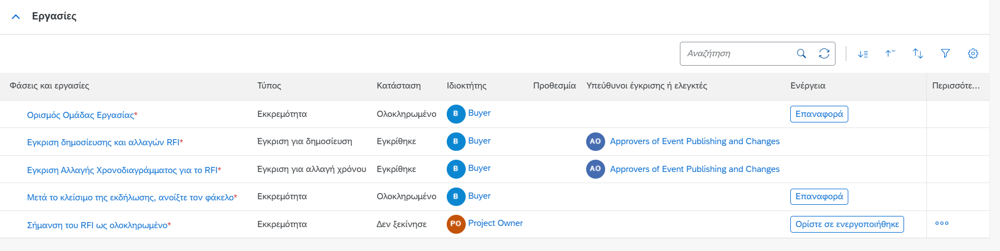 Εργασίες
Αναζήτηση
Φάσεις και εργασίες Τύπος Κατάσταση Ιδιοκτήτης Προθεσμία Υπεύθυνοι έγκρισης ή ελεγκτές Ενέργεια Περισσότε...
Ορισμός Ομάδας Εργασίας* Εκκρεμότητα Ολοκληρωμένο B Buyer Επαναφορά
Εγκριση δημοσίευσης και αλλαγών RFI* Έγκριση για δημοσίευση Εγκρίθηκε B Buyer AO Approvers of Event Publishing and Changes
Εγκριση Αλλαγής Χρονοδιαγράμματος για το RFI* Έγκριση για αλλαγή χρόνου Εγκρίθηκε B Buyer AO Approvers of Event Publishing and Changes
Μετά το κλείσιμο της εκδήλωσης, ανοίξτε τον φάκελο* Εκκρεμότητα Ολοκληρωμένο B Buyer Επαναφορά
Σήμανση του RFI ως ολοκληρωμένο* Εκκρεμότητα Δεν ξεκίνησε PO Project Owner Ορίστε σε ενεργοποιήθηκε